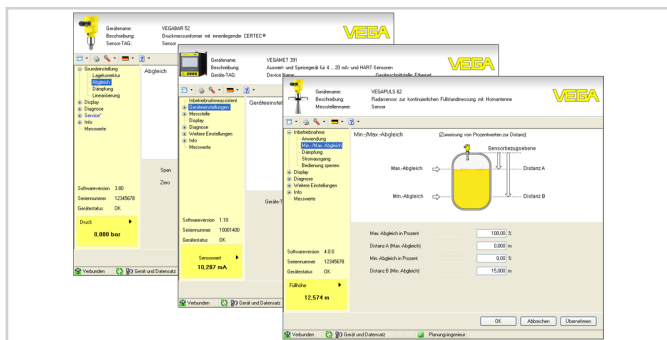 Gerätename: VEGABAR 52
Beschreibung: Druckmessumformer mit innenliegender CERTEC®
Sensor-TAG: Sensor
VEGA
Grundeinstellung
Lagekorrektur
Abgleich
Dämpfung
Linearisierung
Display
Diagnose
Service
Info
Messwerte
Abgleich
Span
Zero
Softwareversion 3.80
Seriennummer 12345678
Gerätestatus OK
Druck
0,000 bar
Verbunden
Gerät und Datensatz
Gerätename: VEGAMET 391
Beschreibung: Auswert- und Speisegerät für 4 ... 20 mA- und HART-Sensoren
Geräte-TAG: Device Name
Geräteschnittstelle: Ethernet
VEGA
Inbetriebnahmeassistent
Geräteeinstellungen
Messstelle
Display
Diagnose
Weitere Einstellungen
Info
Messwerte
Geräteeinstel
Geräte-T
Softwareversion 1.10
Seriennummer 10001400
Gerätestatus OK
Sensorwert
10,207 mA
Verbunden
Gerät und Datensatz
Gerätename: VEGAPULS 62
Beschreibung: Radarsensor zur kontinuierlichen Füllstandmessung mit Hornantenne
Messstellenname: Sensor
VEGA
Inbetriebnahme
Anwendung
Min.-/Max.-Abgleich
Dämpfung
Stromausgang
Bedienung sperren
Display
Diagnose
Weitere Einstellungen
Info
Messwerte
Min.-/Max.-Abgleich
(Zuweisung von Prozentwerten zur Distanz)
Sensorbezugsebene
Max.-Abgleich
Distanz A
Min.-Abgleich
Distanz B
Max.-Abgleich in Prozent 100,00 %
Distanz A (Max.-Abgleich) 0,000 m
Min.-Abgleich in Prozent 0,00 %
Distanz B (Min.-Abgleich) 15,000 m
Softwareversion 4.0.0
Seriennummer 12345678
Gerätestatus OK
Füllhöhe
12,574 m
OK
Abbrechen
Übernehmen
Verbunden
Gerät und Datensatz
Planungsingenieur